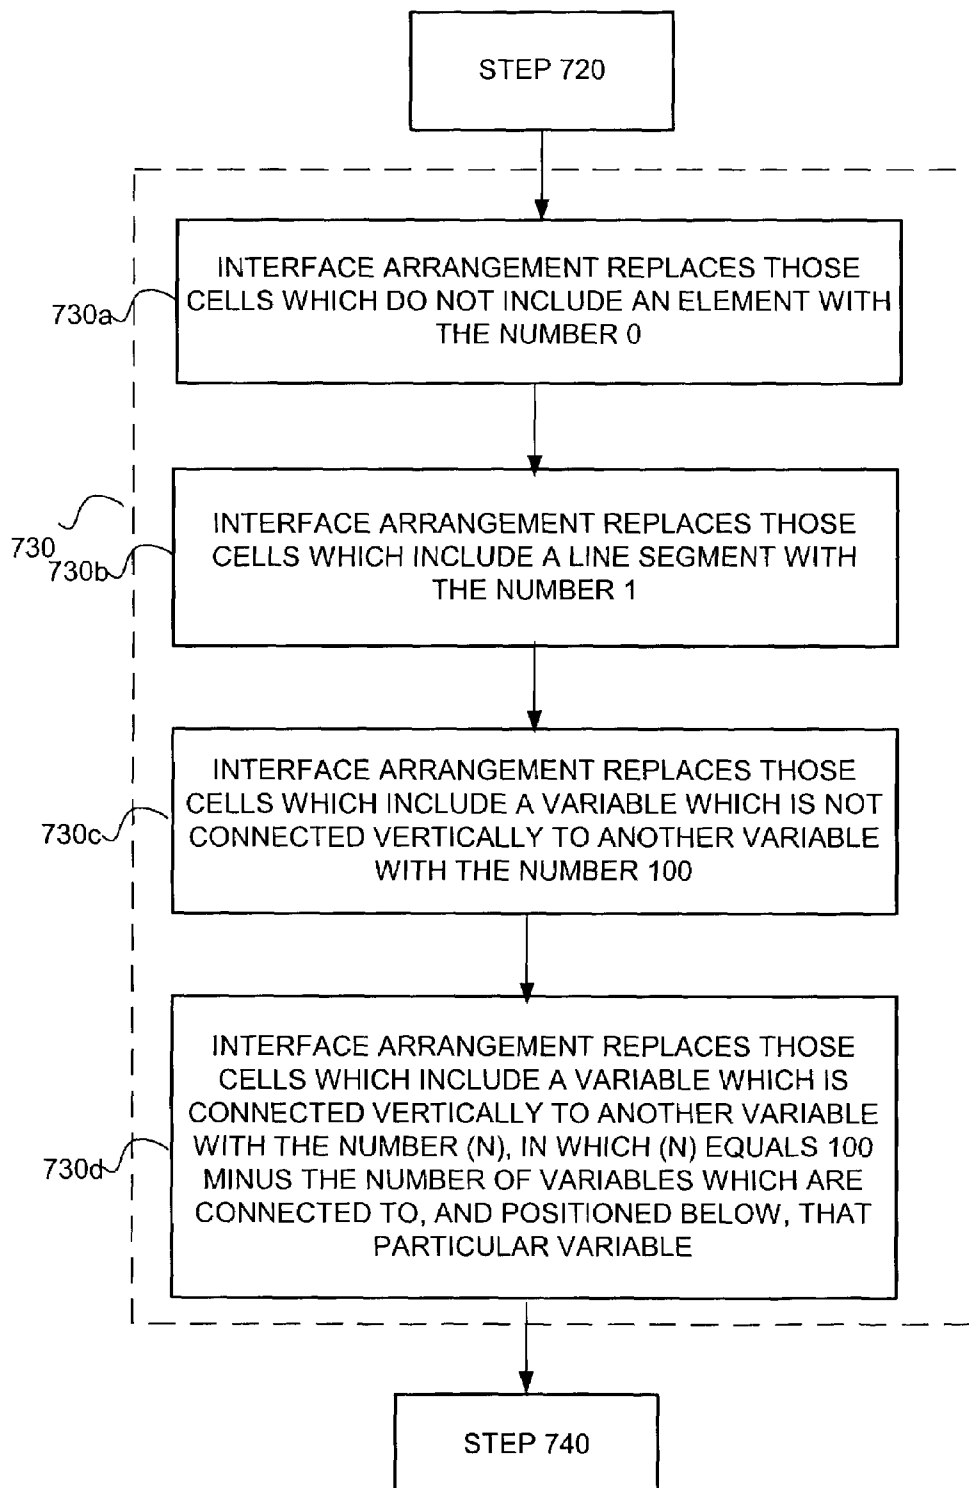 STEP 720
INTERFACE ARRANGEMENT REPLACES THOSE
CELLS WHICH DO NOT INCLUDE AN ELEMENT WITH
THE NUMBER 0
730a
INTERFACE ARRANGEMENT REPLACES THOSE
CELLS WHICH INCLUDE A LINE SEGMENT WITH
THE NUMBER 1
730
730b
INTERFACE ARRANGEMENT REPLACES THOSE
CELLS WHICH INCLUDE A VARIABLE WHICH IS NOT
CONNECTED VERTICALLY TO ANOTHER VARIABLE
WITH THE NUMBER 100
730c
INTERFACE ARRANGEMENT REPLACES THOSE
CELLS WHICH INCLUDE A VARIABLE WHICH IS
CONNECTED VERTICALLY TO ANOTHER VARIABLE
WITH THE NUMBER (N), IN WHICH (N) EQUALS 100
MINUS THE NUMBER OF VARIABLES WHICH ARE
CONNECTED TO, AND POSITIONED BELOW, THAT
PARTICULAR VARIABLE
730d
STEP 740